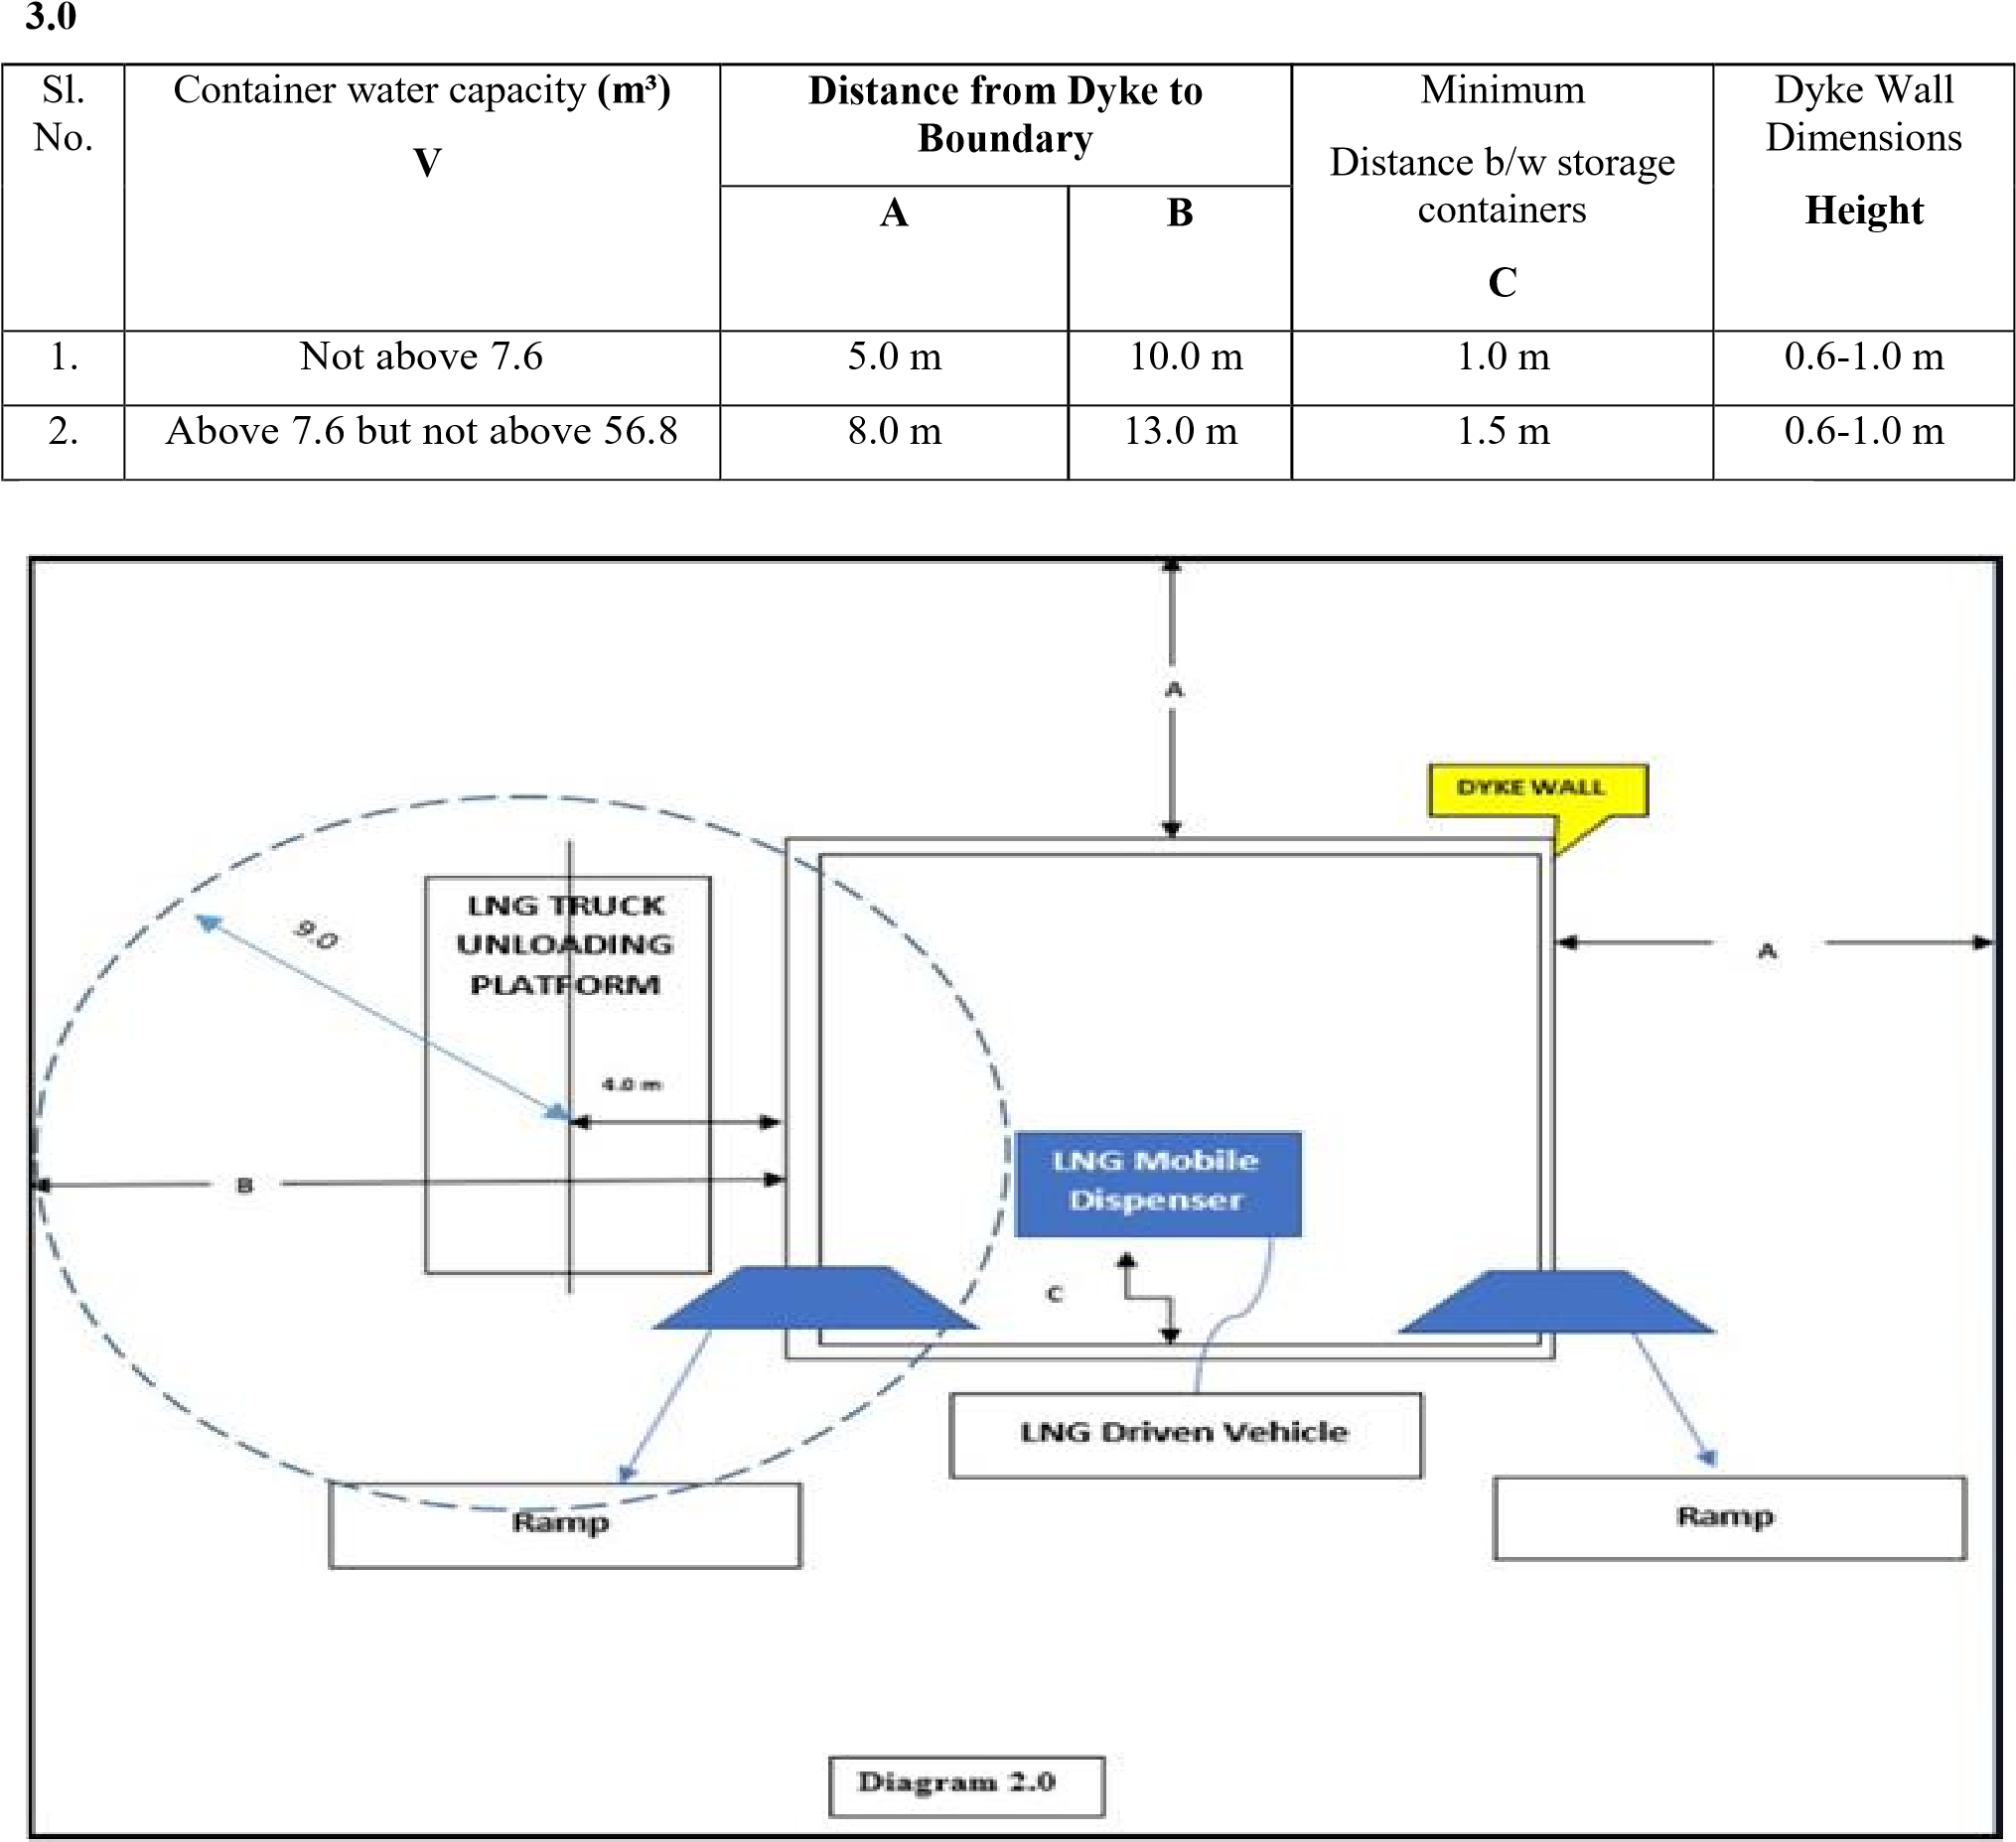 3.0
Sl.
No.
Container water capacity (m³)
V
Distance from Dyke to
Boundary
A
B
Minimum
Distance b/w storage
containers
C
Dyke Wall
Dimensions
Height
1.
Not above 7.6
5.0 m
10.0 m
1.0 m
0.6-1.0 m
2.
Above 7.6 but not above 56.8
8.0 m
13.0 m
1.5 m
0.6-1.0 m
A
DYKE WALL
LNG TRUCK
UNLOADING
PLATFORM
9.0
A
4.0 m
LNG Mobile
Dispenser
B
C
LNG Driven Vehicle
Ramp
Ramp
Diagram 2.0